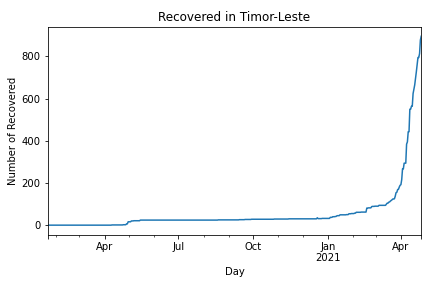 Recovered in Timor-Leste
Number of Recovered
800
600
400
200
0
Apr
Jul
Oct
Jan
2021
Apr
Day